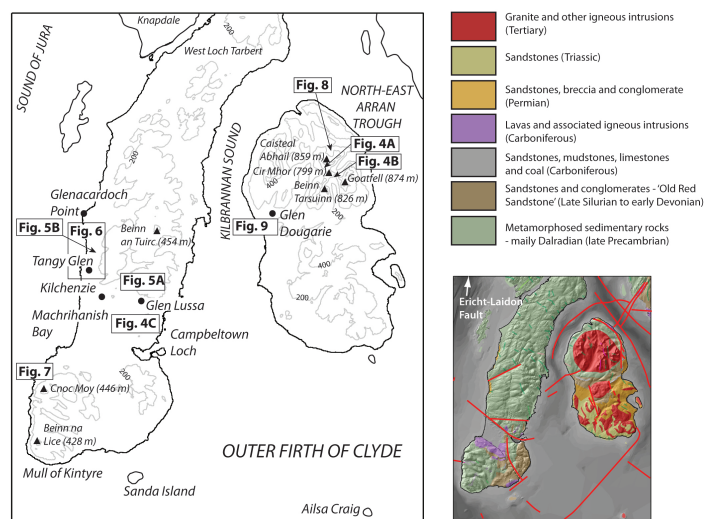 Knapdale
West Loch Tarbert
SOUND OF JURA
KILBRANNAN SOUND
NORTH-EAST
ARRAN
TROUGH
Fig. 8
Fig. 4A
Fig. 4B
Caisteal
Abhail (859 m)
Cir Mhor (799 m)
Goatfell (874 m)
Beinn
Tarsuinn (826 m)
200
400
200
400
200
200
200
Fig. 9
Glen
Dougarie
Glenacardoch
Point
Fig. 5B
Fig. 6
Beinn
an Tuirc (454 m)
Tangy Glen
Kilchenzie
Fig. 5A
Glen Lussa
Machrihanish
Bay
Fig. 4C
Campbeltown
Loch
Fig. 7
Cnoc Moy (446 m)
Beinn na
Lice (428 m)
Mull of Kintyre
Sanda Island
OUTER FIRTH OF CLYDE
Ailsa Craig
Granite and other igneous intrusions
(Tertiary)
Sandstones (Triassic)
Sandstones, breccia and conglomerate
(Permian)
Lavas and associated igneous intrusions
(Carboniferous)
Sandstones, mudstones, limestones
and coal (Carboniferous)
Sandstones and conglomerates - 'Old Red
Sandstone' (Late Silurian to early Devonian)
Metamorphosed sedimentary rocks
- maily Dalradian (late Precambrian)
Ericht-Laidon
Fault